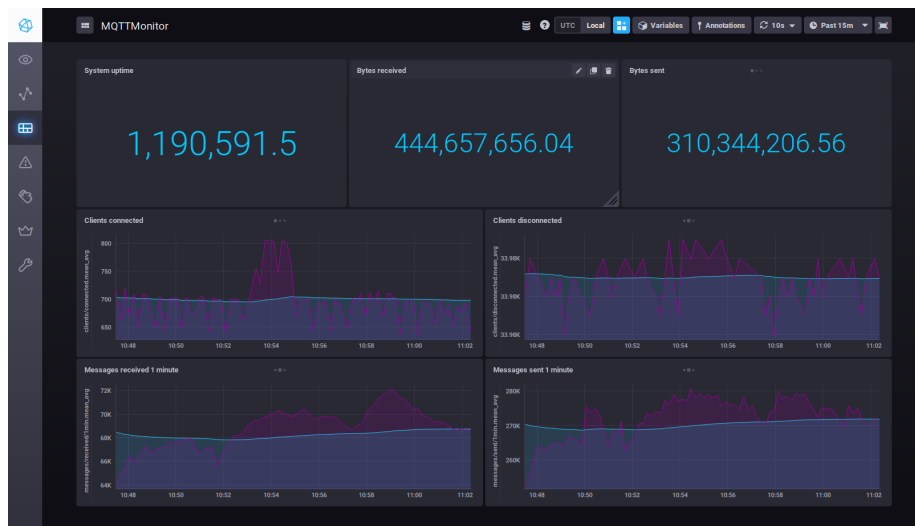 MQTTMonitor
UTC Local Variables Annotations 10s Past 15m
System uptime
Bytes received
Bytes sent
1,190,591.5
444,657,656.04
310,344,206.56
Clients connected
clients/connected.mean_avg
800
750
700
650
10:48 10:50 10:52 10:54 10:56 10:58 11:00 11:02
Clients disconnected
clients/disconnected.mean_avg
33.98K
33.98K
33.98K
10:48 10:50 10:52 10:54 10:56 10:58 11:00 11:02
Messages received 1 minute
messages/received/1min.mean_avg
72K
70K
68K
66K
64K
10:48 10:50 10:52 10:54 10:56 10:58 11:00 11:02
Messages sent 1 minute
messages/sent/1min.mean_avg
280K
270K
260K
10:48 10:50 10:52 10:54 10:56 10:58 11:00 11:02